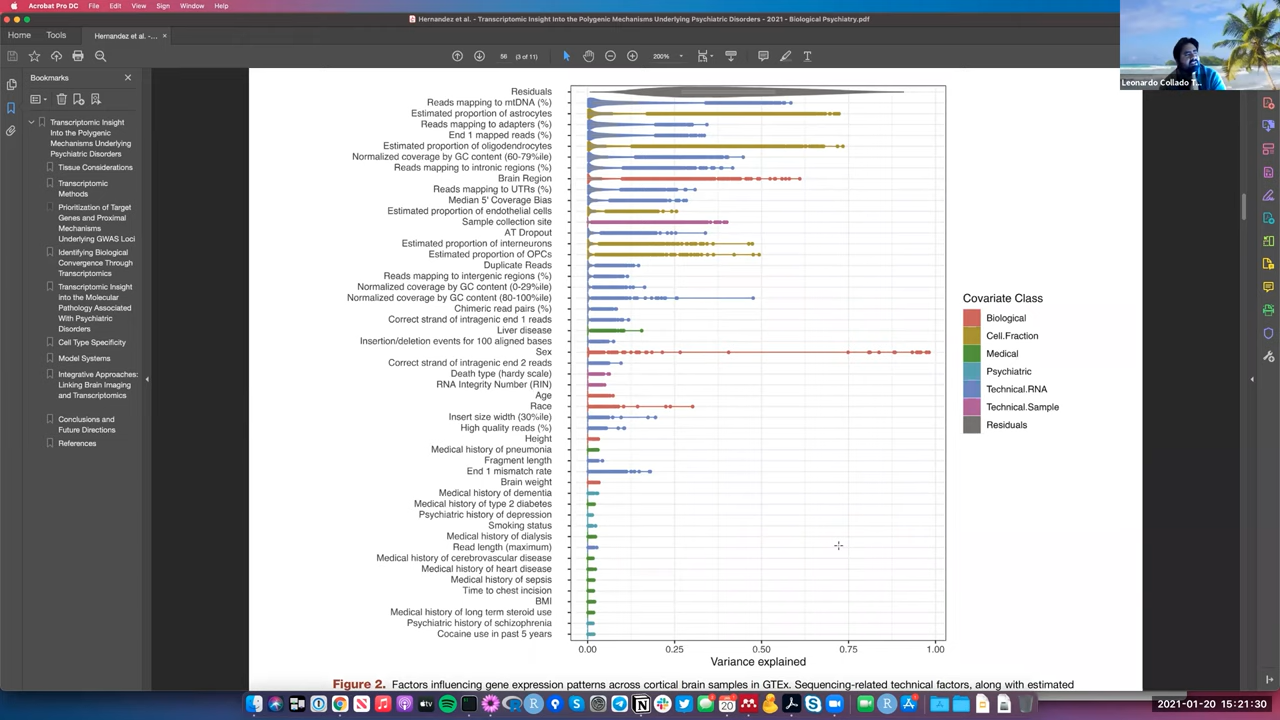 Acrobat Pro DC File Edit View Sign Window Help
Hernandez et al. - Transcriptomic Insight Into the Polygenic Mechanisms Underlying Psychiatric Disorders - 2021 - Biological Psychiatry.pdf
Home Tools Hernandez et al. -...
56 (3 of 11) 200%
Leonardo Collado T...
Bookmarks
Transcriptomic Insight
Into the Polygenic
Mechanisms Underlying
Psychiatric Disorders
Tissue Considerations
Transcriptomic
Methods
Prioritization of Target
Genes and Proximal
Mechanisms
Underlying GWAS Loci
Identifying Biological
Convergence Through
Transcriptomics
Transcriptomic Insight
into the Molecular
Pathology Associated
With Psychiatric
Disorders
Cell Type Specificity
Model Systems
Integrative Approaches:
Linking Brain Imaging
and Transcriptomics
Conclusions and
Future Directions
References
Residuals
Reads mapping to mtDNA (%)
Estimated proportion of astrocytes
Reads mapping to adapters (%)
End 1 mapped reads (%)
Estimated proportion of oligodendrocytes
Normalized coverage by GC content (60-79%ile)
Reads mapping to intronic regions (%)
Brain Region
Reads mapping to UTRs (%)
Median 5' Coverage Bias
Estimated proportion of endothelial cells
Sample collection site
AT Dropout
Estimated proportion of interneurons
Estimated proportion of OPCs
Duplicate Reads
Reads mapping to intergenic regions (%)
Normalized coverage by GC content (0-29%ile)
Normalized coverage by GC content (80-100%ile)
Chimeric read pairs (%)
Correct strand of intragenic end 1 reads
Liver disease
Insertion/deletion events for 100 aligned bases
Sex
Correct strand of intragenic end 2 reads
Death type (hardy scale)
RNA Integrity Number (RIN)
Age
Race
Insert size width (30%ile)
High quality reads (%)
Height
Medical history of pneumonia
Fragment length
End 1 mismatch rate
Brain weight
Medical history of dementia
Medical history of type 2 diabetes
Psychiatric history of depression
Smoking status
Medical history of dialysis
Read length (maximum)
Medical history of cerebrovascular disease
Medical history of heart disease
Medical history of sepsis
Time to chest incision
BMI
Medical history of long term steroid use
Psychiatric history of schizophrenia
Cocaine use in past 5 years
0.00 0.25 0.50 0.75 1.00
Variance explained
Covariate Class
Biological
Cell.Fraction
Medical
Psychiatric
Technical.RNA
Technical.Sample
Residuals
Figure 2. Factors influencing gene expression patterns across cortical brain samples in GTEx. Sequencing-related technical factors, along with estimated
2021-01-20 15:21:30